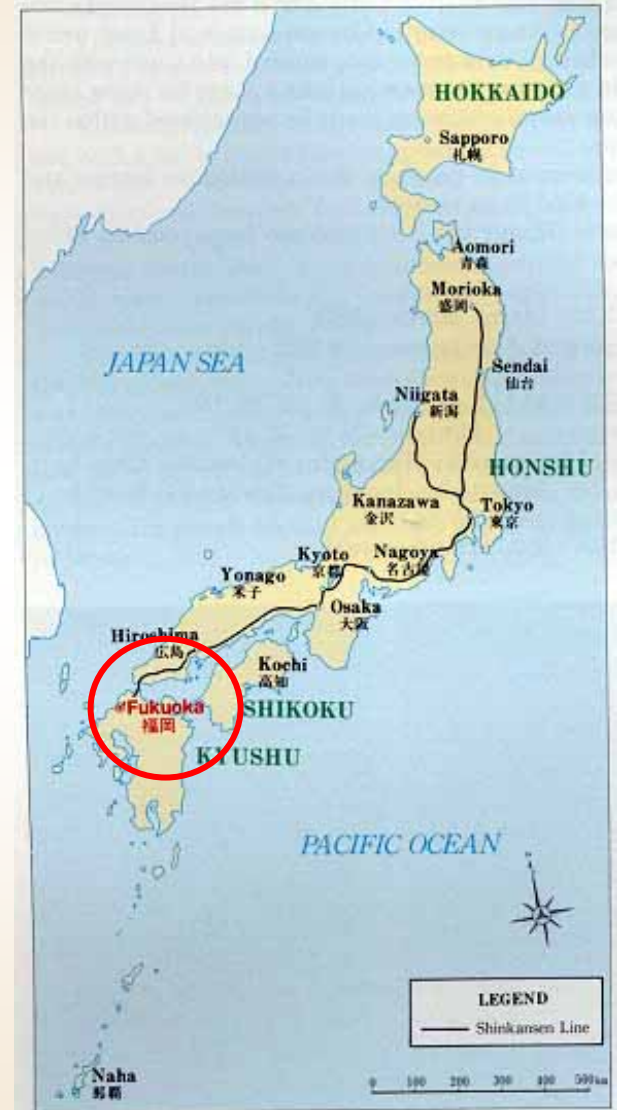 HOKKAIDO
Sapporo
札幌
Aomori
青森
Morioka
盛岡
JAPAN SEA
Sendai
仙台
Niigata
新潟
HONSHU
Kanazawa
金沢
Tokyo
東京
Kyoto
京都
Nagoya
名古屋
Yonago
米子
Osaka
大阪
Hiroshima
広島
Kochi
高知
Fukuoka
福岡
SHIKOKU
KYUSHU
PACIFIC OCEAN
N
LEGEND
Shinkansen Line
Naha
那覇
0 100 200 300 400 500km